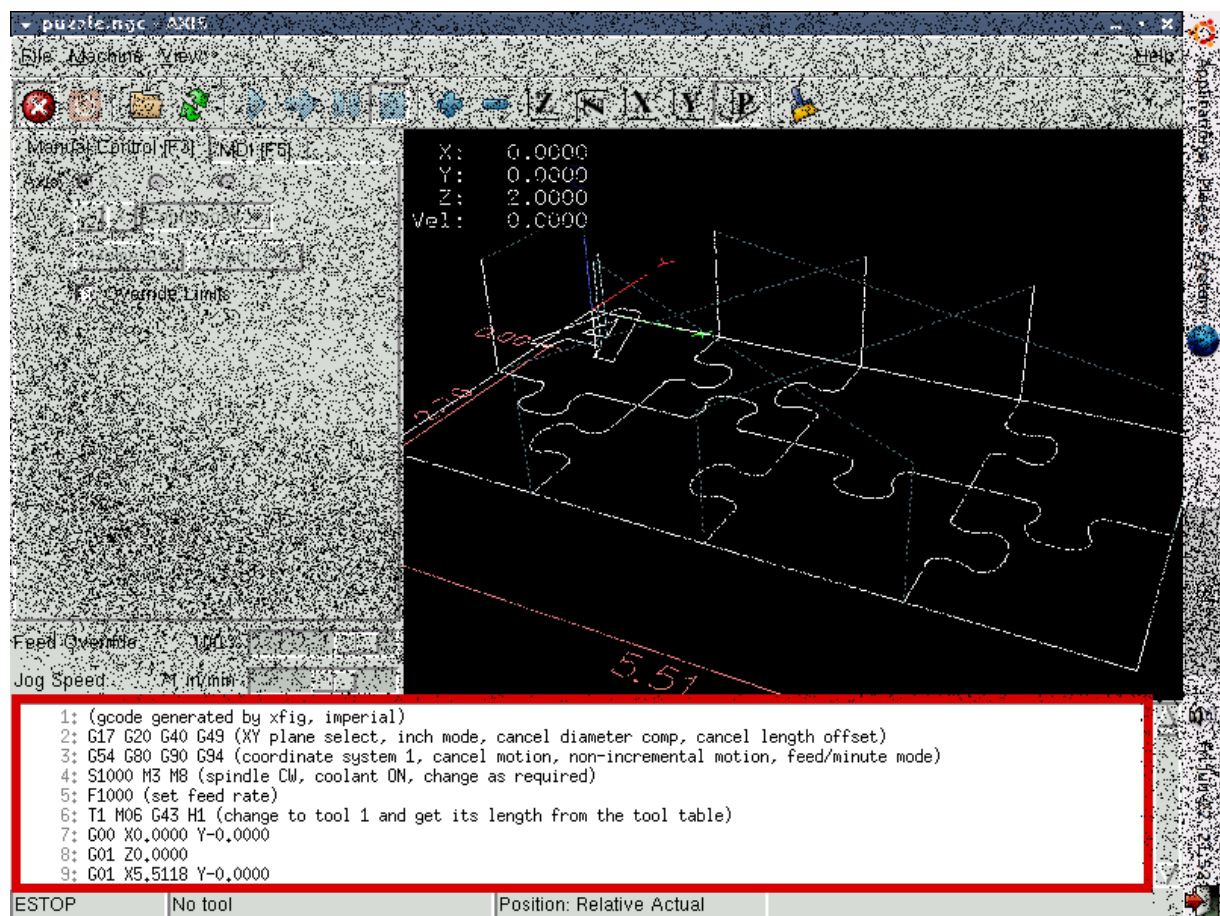 puzzle.ngc - AXIS
File Machine View Help
Manual Control [F3] MDI [F5]
Axis:
Override Limits
X: 0.0000
Y: 0.0000
Z: 2.0000
Vel: 0.0000
5.51
Feed Override: 100%
Jog Speed: 71 in/min
1: (gcode generated by xfig, imperial)
2: G17 G20 G40 G49 (XY plane select, inch mode, cancel diameter comp, cancel length offset)
3: G54 G80 G90 G94 (coordinate system 1, cancel motion, non-incremental motion, feed/minute mode)
4: S1000 M3 M8 (spindle CW, coolant ON, change as required)
5: F1000 (set feed rate)
6: T1 M06 G43 H1 (change to tool 1 and get its length from the tool table)
7: G00 X0.0000 Y-0.0000
8: G01 Z0.0000
9: G01 X5.5118 Y-0.0000
ESTOP No tool Position: Relative Actual
Applications Places System